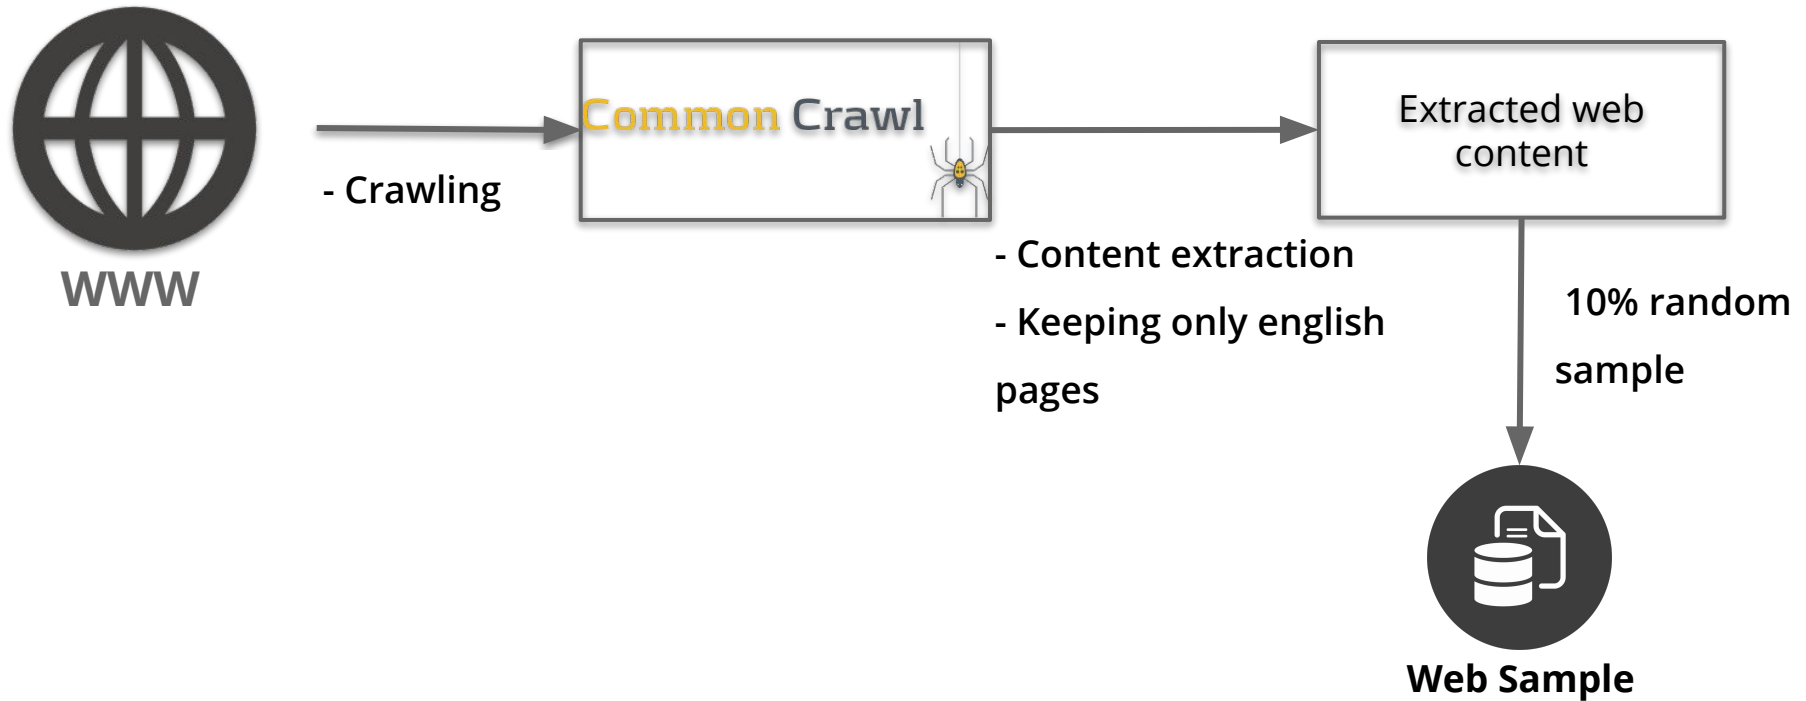 WWW
- Crawling
Common Crawl
- Content extraction
- Keeping only english
pages
Extracted web
content
10% random
sample
Web Sample